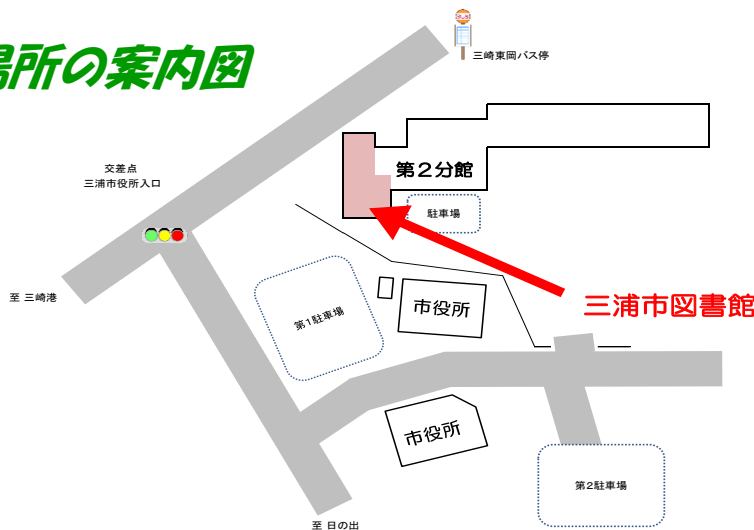 場所の案内図
三崎東岡バス停
交差点
三浦市役所入口
第2分館
駐車場
至 三崎港
三浦市図書館
市役所
第1駐車場
市役所
第2駐車場
至 日の出